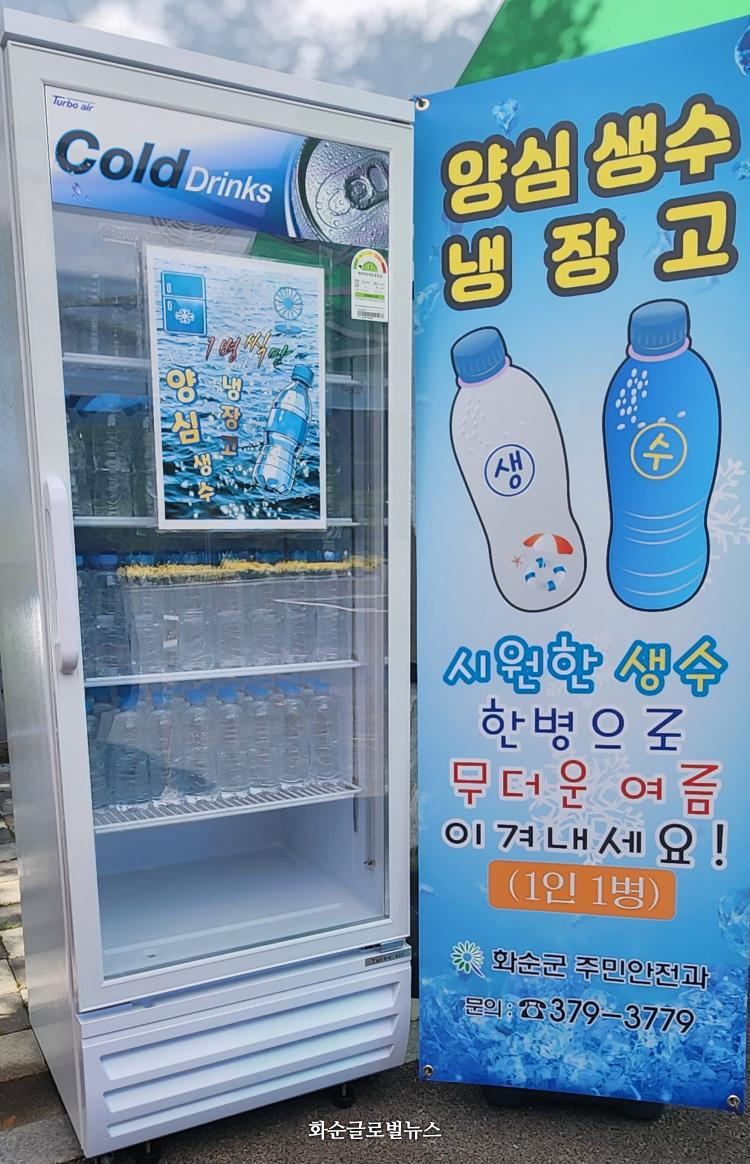 Turbo air
Cold Drinks
1병씩만
양심 생수
냉장고
양심 생수
냉장고
생
수
시원한 생수
한병으로
무더운 여름
이겨내세요!
(1인 1병)
화순군 주민안전과
문의 : ☎379-3779
화순글로벌뉴스